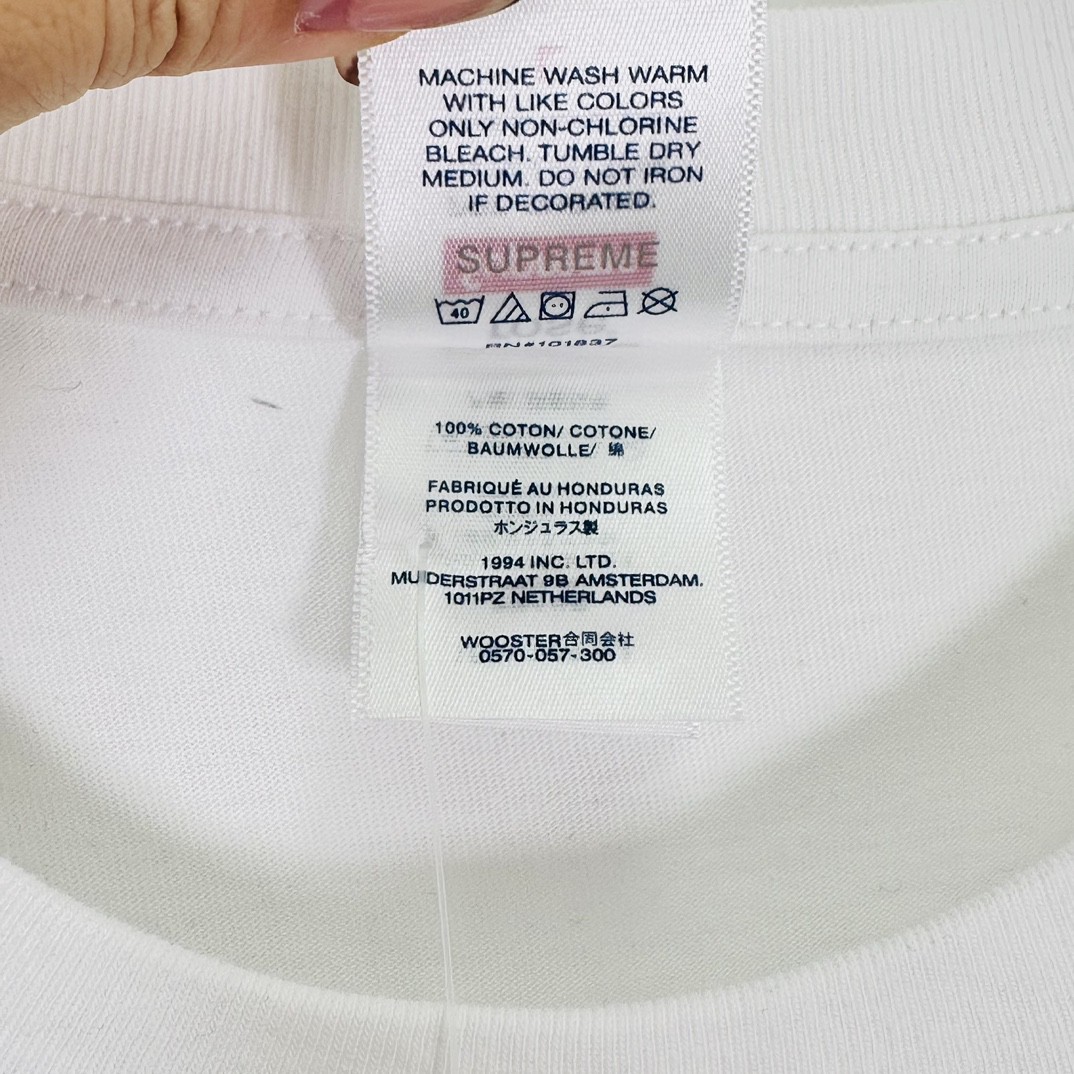 MACHINE WASH WARM
WITH LIKE COLORS
ONLY NON-CHLORINE
BLEACH. TUMBLE DRY
MEDIUM. DO NOT IRON
IF DECORATED.
SUPREME
40
RN#101837
100% COTON/ COTONE/
BAUMWOLLE/ 綿
FABRIQUÉ AU HONDURAS
PRODOTTO IN HONDURAS
ホンジュラス製
1994 INC. LTD.
MUIDERSTRAAT 9B AMSTERDAM.
1011PZ NETHERLANDS
WOOSTER合同会社
0570-057-300